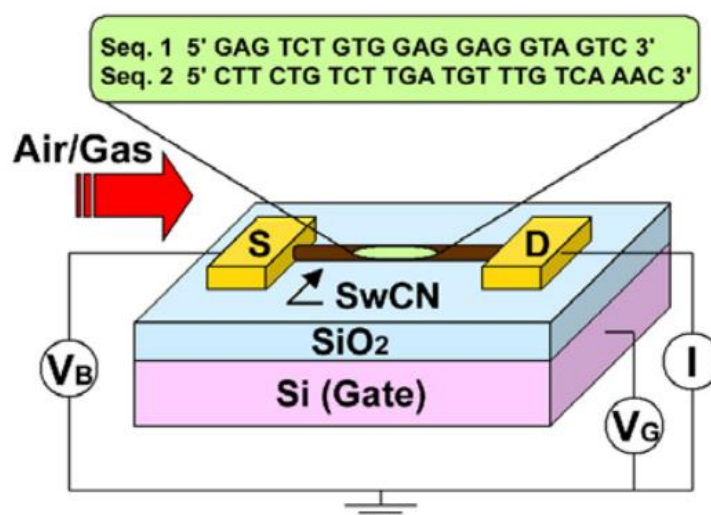 Seq. 1 5' GAG TCT GTG GAG GAG GTA GTC 3'
Seq. 2 5' CTT CTG TCT TGA TGT TTG TCA AAC 3'
Air/Gas
S
D
SwCN
SiO2
Si (Gate)
VB
I
VG